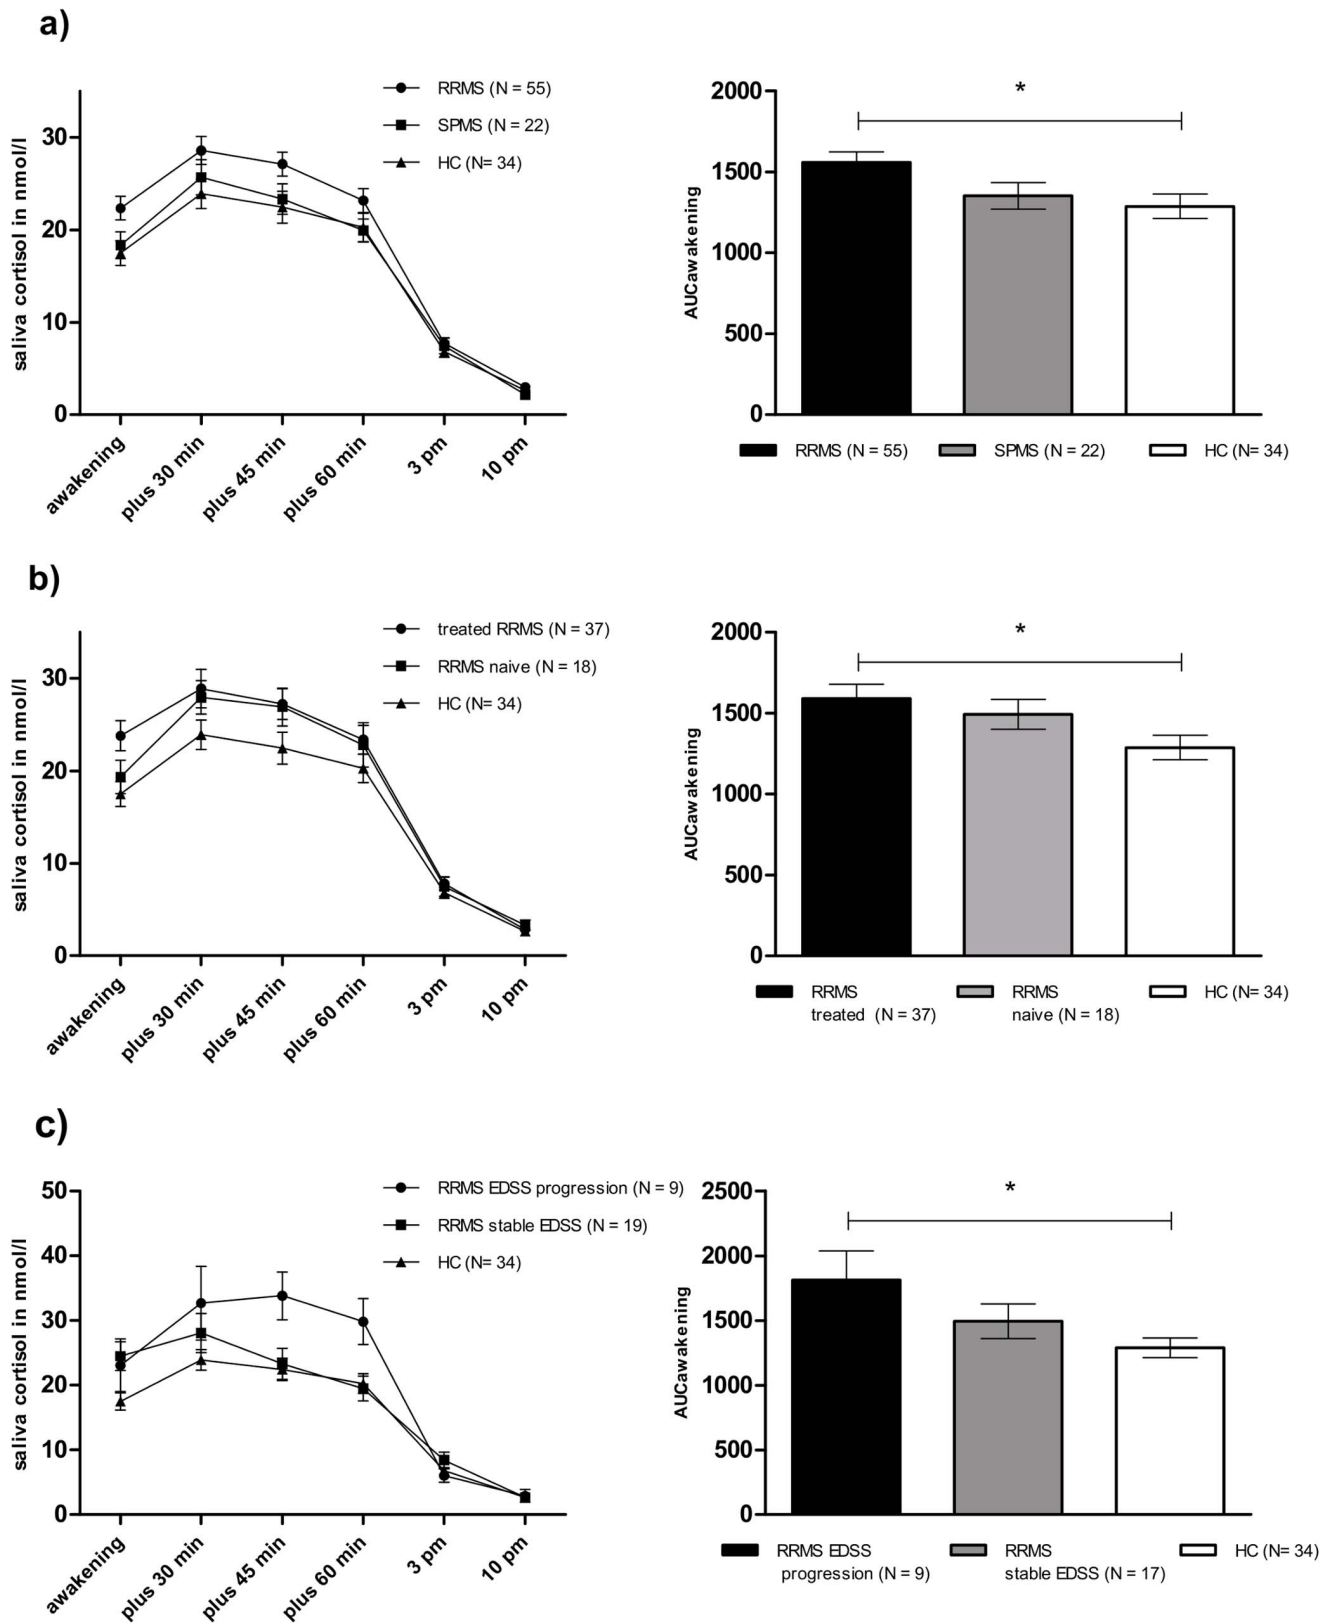 a)
saliva cortisol in nmol/l
30
20
10
0
RRMS (N = 55)
SPMS (N = 22)
HC (N= 34)
awakening
plus 30 min
plus 45 min
plus 60 min
3 pm
10 pm
AUCawakening
2000
1500
1000
500
0
*
RRMS (N = 55) SPMS (N = 22) HC (N= 34)
b)
saliva cortisol in nmol/l
30
20
10
0
treated RRMS (N = 37)
RRMS naive (N = 18)
HC (N= 34)
awakening
plus 30 min
plus 45 min
plus 60 min
3 pm
10 pm
AUCawakening
2000
1500
1000
500
0
*
RRMS
treated (N = 37)
RRMS
naive (N = 18)
HC (N= 34)
c)
saliva cortisol in nmol/l
50
40
30
20
10
0
RRMS EDSS progression (N = 9)
RRMS stable EDSS (N = 19)
HC (N= 34)
awakening
plus 30 min
plus 45 min
plus 60 min
3 pm
10 pm
AUCawakening
2500
2000
1500
1000
500
0
*
RRMS EDSS
progression (N = 9)
RRMS
stable EDSS (N = 17)
HC (N= 34)